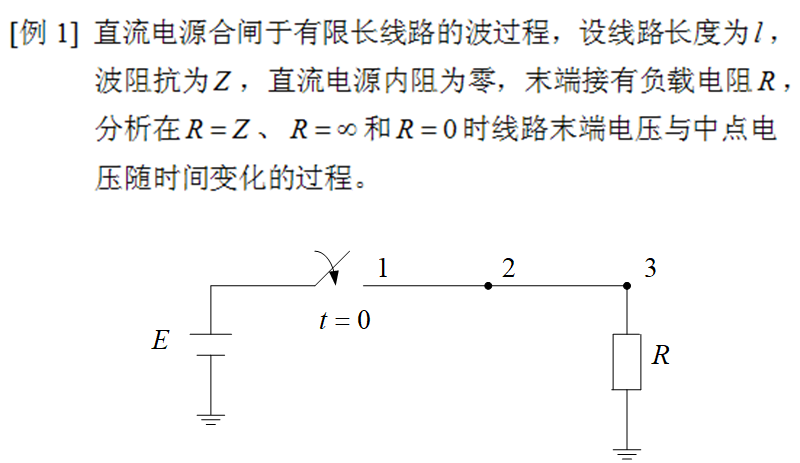 [例 1] 直流电源合闸于有限长线路的波过程，设线路长度为 l，
波阻抗为 Z，直流电源内阻为零，末端接有负载电阻 R，
分析在 R = Z、 R = ∞ 和 R = 0 时线路末端电压与中点电
压随时间变化的过程。
1 2 3
t = 0
E
R